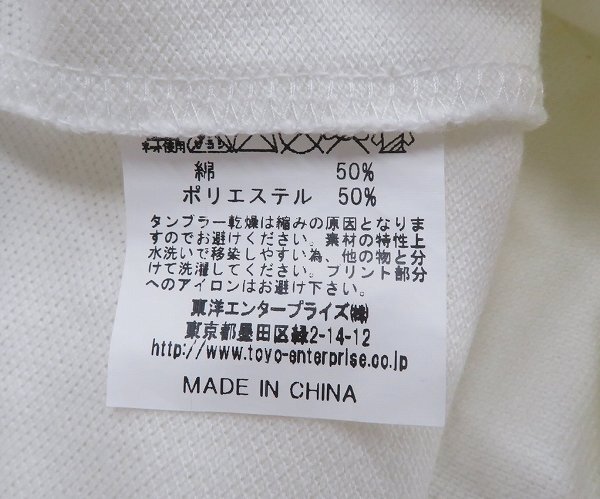 ネット使用
綿 50%
ポリエステル 50%
タンブラー乾燥は縮みの原因となりま
すのでお避けください。素材の特性上
水洗いで移染しやすい為、他の物と分
けて洗濯してください。プリント部分
へのアイロンはお避け下さい。
東洋エンタープライズ㈱
東京都墨田区緑2-14-12
http://www.toyo-enterprise.co.jp
MADE IN CHINA